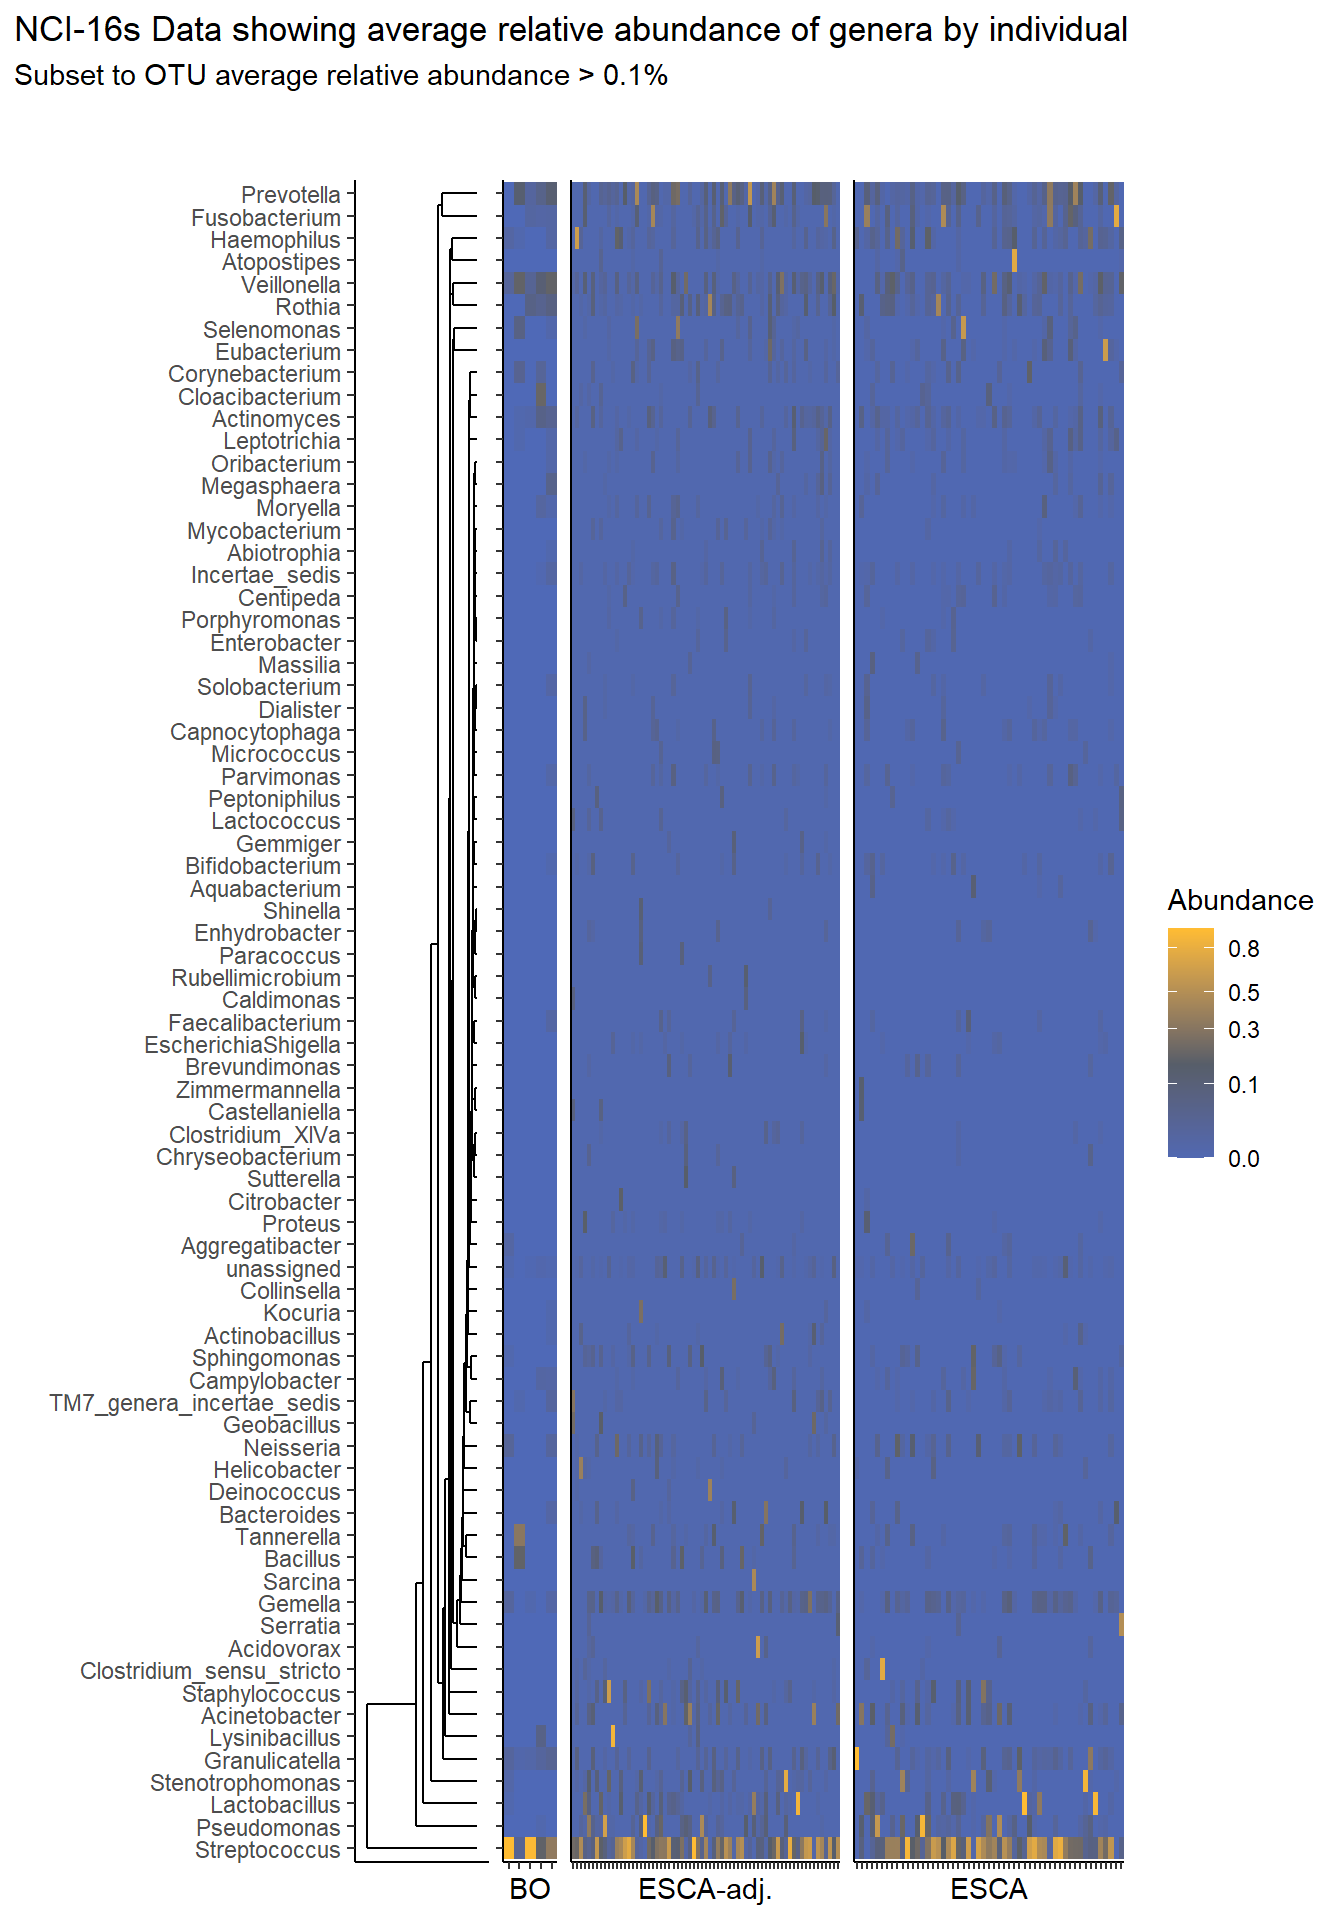 NCI-16s Data showing average relative abundance of genera by individual
Subset to OTU average relative abundance > 0.1%
Prevotella
Fusobacterium
Haemophilus
Atopostipes
Veillonella
Rothia
Selenomonas
Eubacterium
Corynebacterium
Cloacibacterium
Actinomyces
Leptotrichia
Oribacterium
Megasphaera
Moryella
Mycobacterium
Abiotrophia
Incertae_sedis
Centipeda
Porphyromonas
Enterobacter
Massilia
Solobacterium
Dialister
Capnocytophaga
Micrococcus
Parvimonas
Peptoniphilus
Lactococcus
Gemmiger
Bifidobacterium
Aquabacterium
Shinella
Enhydrobacter
Paracoccus
Rubellimicrobium
Caldimonas
Faecalibacterium
EscherichiaShigella
Brevundimonas
Zimmermannella
Castellaniella
Clostridium_XlVa
Chryseobacterium
Sutterella
Citrobacter
Proteus
Aggregatibacter
unassigned
Collinsella
Kocuria
Actinobacillus
Sphingomonas
Campylobacter
TM7_genera_incertae_sedis
Geobacillus
Neisseria
Helicobacter
Deinococcus
Bacteroides
Tannerella
Bacillus
Sarcina
Gemella
Serratia
Acidovorax
Clostridium_sensu_stricto
Staphylococcus
Acinetobacter
Lysinibacillus
Granulicatella
Stenotrophomonas
Lactobacillus
Pseudomonas
Streptococcus
BO
ESCA-adj.
ESCA
Abundance
0.8
0.5
0.3
0.1
0.0